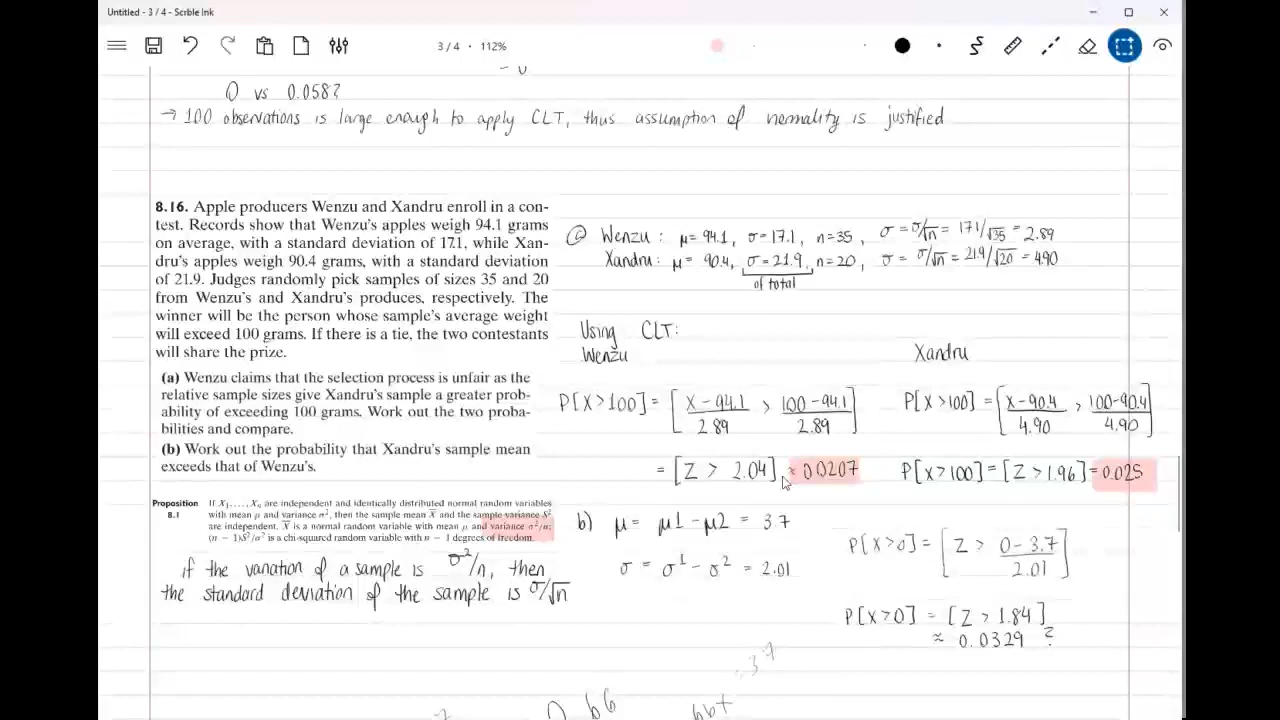 Untitled - 3 / 4 - Scrble Ink
3 / 4 • 112%
0 vs 0.058?
→ 100 observations is large enough to apply CLT, thus assumption of normality is justified
8.16. Apple producers Wenzu and Xandru enroll in a con-
test. Records show that Wenzu's apples weigh 94.1 grams
on average, with a standard deviation of 17.1, while Xan-
dru's apples weigh 90.4 grams, with a standard deviation
of 21.9. Judges randomly pick samples of sizes 35 and 20
from Wenzu's and Xandru's produces, respectively. The
winner will be the person whose sample's average weight
will exceed 100 grams. If there is a tie, the two contestants
will share the prize.
(a) Wenzu claims that the selection process is unfair as the
relative sample sizes give Xandru's sample a greater prob-
ability of exceeding 100 grams. Work out the two proba-
bilities and compare.
(b) Work out the probability that Xandru's sample mean
exceeds that of Wenzu's.
Proposition 8.1 If X1, ..., Xn are independent and identically distributed normal random variables
with mean μ and variance σ², then the sample mean X̅ and the sample variance S²
are independent. X̅ is a normal random variable with mean μ and variance σ²/n;
(n − 1)S²/σ² is a chi-squared random variable with n − 1 degrees of freedom.
If the variation of a sample is σ²/n, then
the standard deviation of the sample is σ/√n
a) Wenzu: μ = 94.1, σ = 17.1, n = 35, σ = σ/√n = 17.1/√35 = 2.89
Xandru: μ = 90.4, σ = 21.9, n = 20, σ = σ/√n = 21.9/√20 = 4.90
of total
Using CLT:
Wenzu
P[X > 100] = [X − 94.1 / 2.89 > 100 − 94.1 / 2.89]
= [Z > 2.04] ≈ 0.0207
Xandru
P[X > 100] = [X − 90.4 / 4.90 > 100 − 90.4 / 4.90]
P[X > 100] = [Z > 1.96] = 0.025
b) μ = μ1 − μ2 = 3.7
σ = σ1 − σ2 = 2.01
P[X > 0] = [Z > 0 − 3.7 / 2.01]
P[X > 0] = [Z > 1.84]
≈ 0.0329 ?